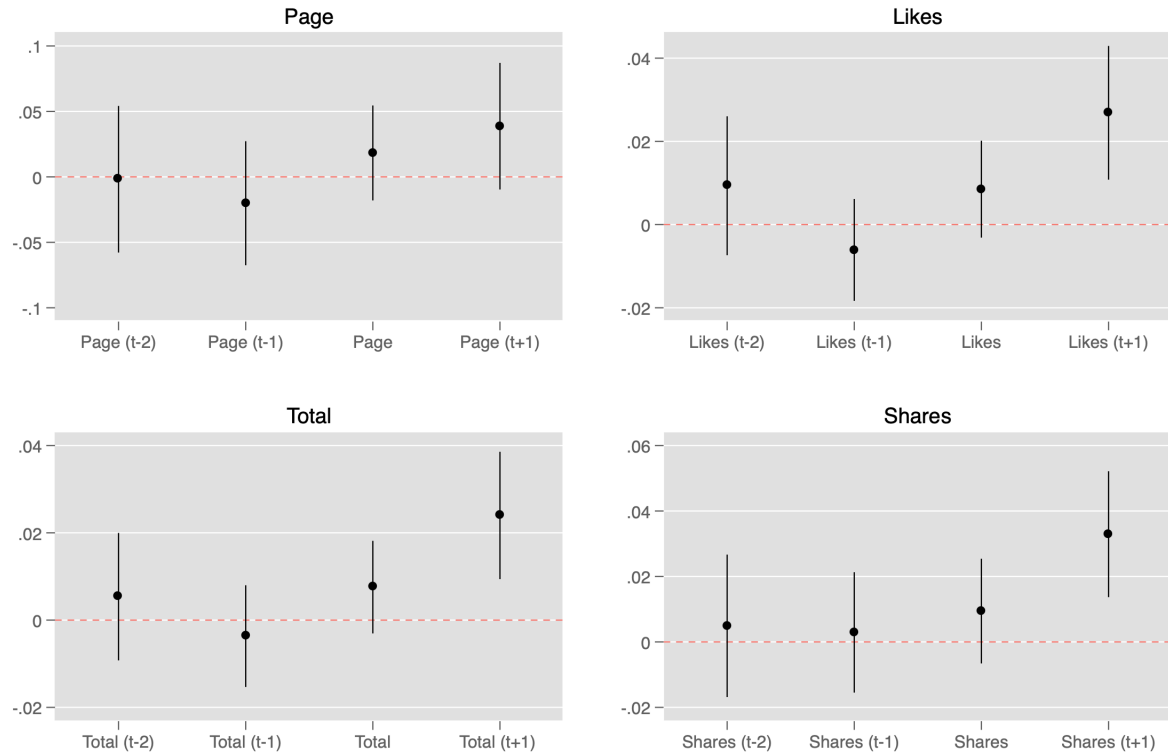 Page
.1
.05
0
-.05
-.1
Page (t-2) Page (t-1) Page Page (t+1)
Likes
.04
.02
0
-.02
Likes (t-2) Likes (t-1) Likes Likes (t+1)
Total
.04
.02
0
-.02
Total (t-2) Total (t-1) Total Total (t+1)
Shares
.06
.04
.02
0
-.02
Shares (t-2) Shares (t-1) Shares Shares (t+1)